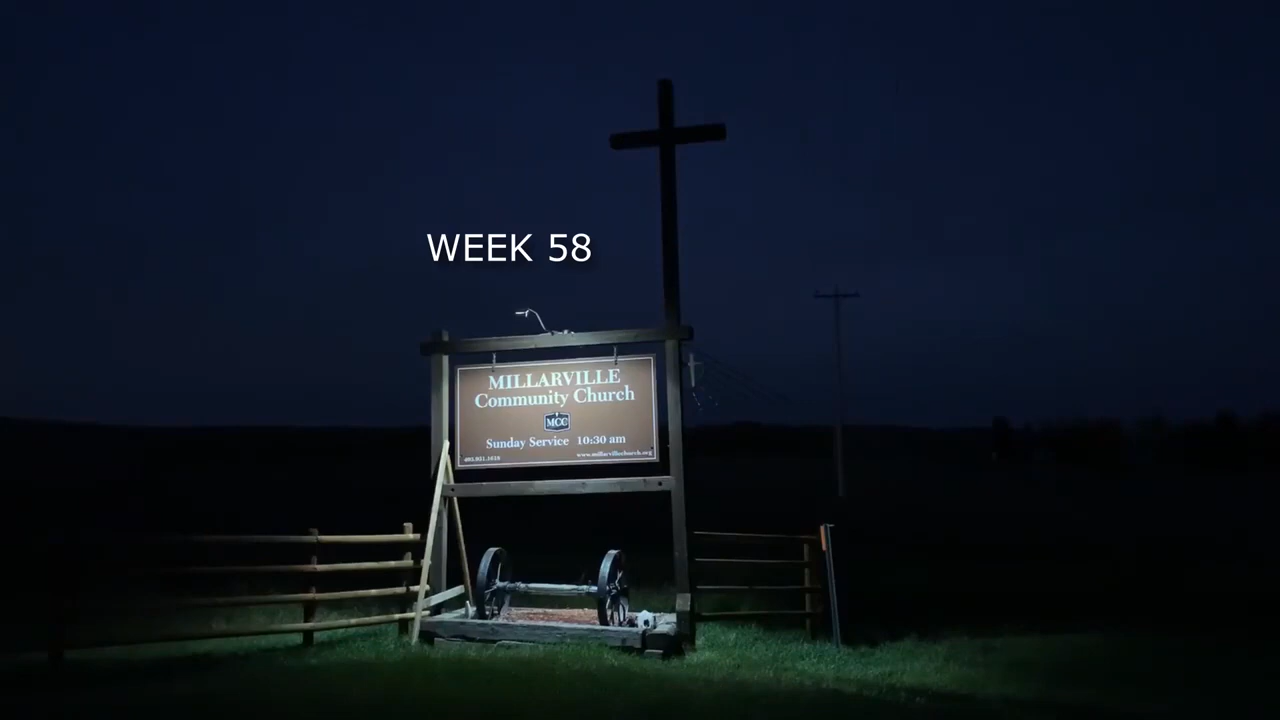 WEEK 58
MILLARVILLE
Community Church
MCC
Sunday Service 10:30 am
www.millarvillechurch.org